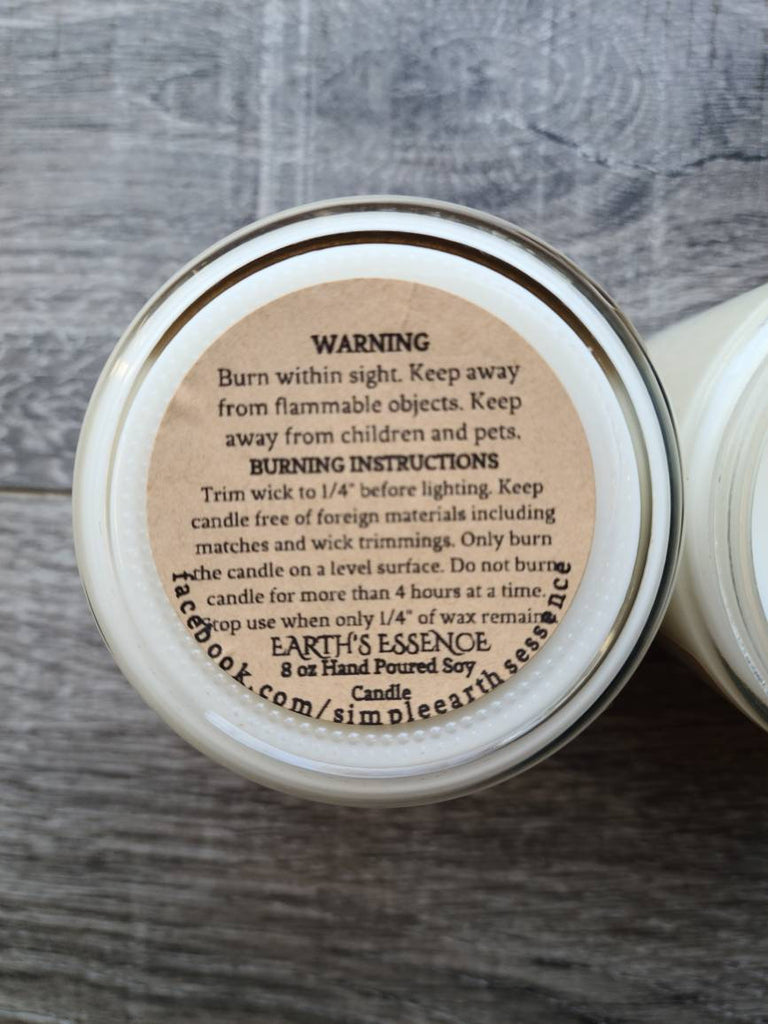 WARNING
Burn within sight. Keep away
from flammable objects. Keep
away from children and pets.
BURNING INSTRUCTIONS
Trim wick to 1/4" before lighting. Keep
candle free of foreign materials including
matches and wick trimmings. Only burn
the candle on a level surface. Do not burn
candle for more than 4 hours at a time.
Stop use when only 1/4" of wax remains.
EARTH'S ESSENCE
8 oz Hand Poured Soy
Candle
facebook.com/simpleearthsessence